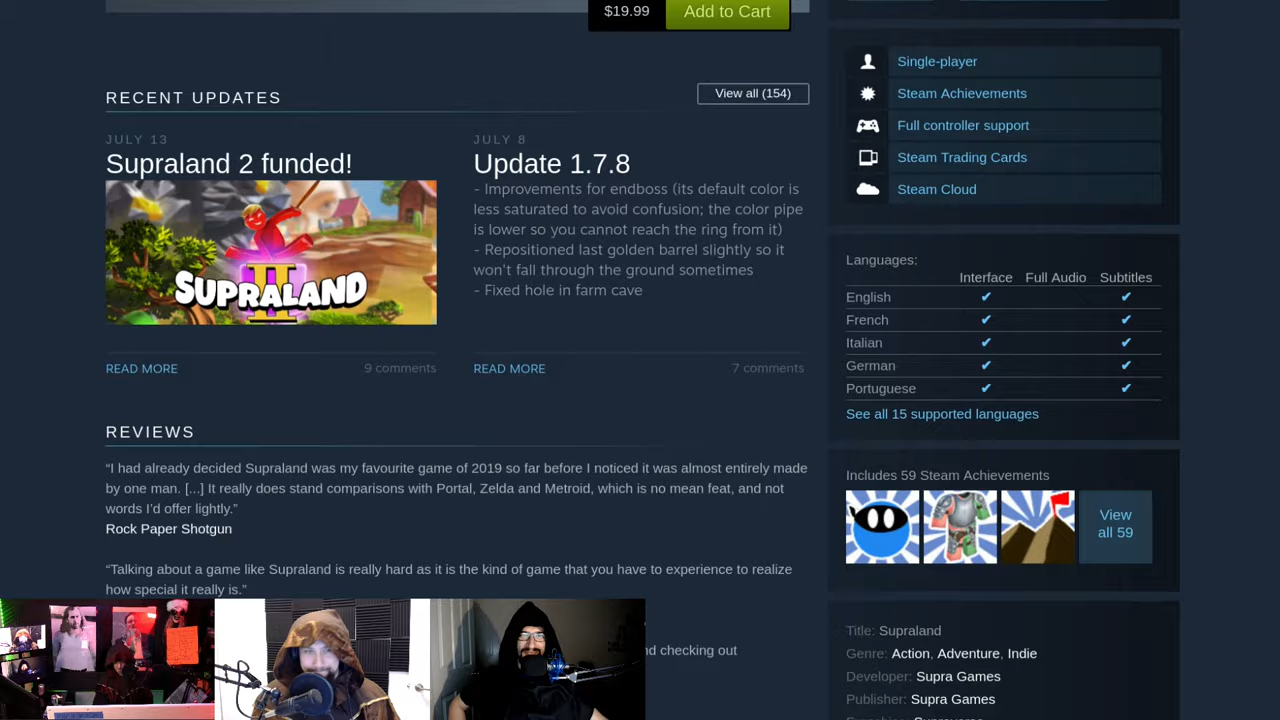 $19.99
Add to Cart
RECENT UPDATES
View all (154)
JULY 13
Supraland 2 funded!
SUPRALAND
II
READ MORE
9 comments
JULY 8
Update 1.7.8
- Improvements for endboss (its default color is
less saturated to avoid confusion; the color pipe
is lower so you cannot reach the ring from it)
- Repositioned last golden barrel slightly so it
won't fall through the ground sometimes
- Fixed hole in farm cave
READ MORE
7 comments
REVIEWS
“I had already decided Supraland was my favourite game of 2019 so far before I noticed it was almost entirely made
by one man. [...] It really does stand comparisons with Portal, Zelda and Metroid, which is no mean feat, and not
words I’d offer lightly.”
Rock Paper Shotgun
“Talking about a game like Supraland is really hard as it is the kind of game that you have to experience to realize
how special it really is.”
checking out
Single-player
Steam Achievements
Full controller support
Steam Trading Cards
Steam Cloud
Languages:
Interface Full Audio Subtitles
English ✔ ✔
French ✔ ✔
Italian ✔ ✔
German ✔ ✔
Portuguese ✔ ✔
See all 15 supported languages
Includes 59 Steam Achievements
View
all 59
Title: Supraland
Genre: Action, Adventure, Indie
Developer: Supra Games
Publisher: Supra Games